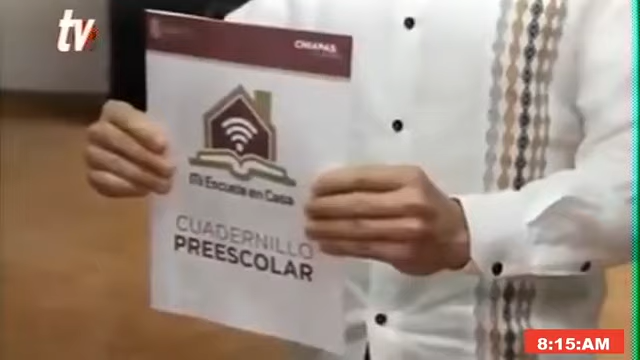 tv
CHIAPAS
Mi Escuela en Casa
CUADERNILLO
PREESCOLAR
8:15:AM